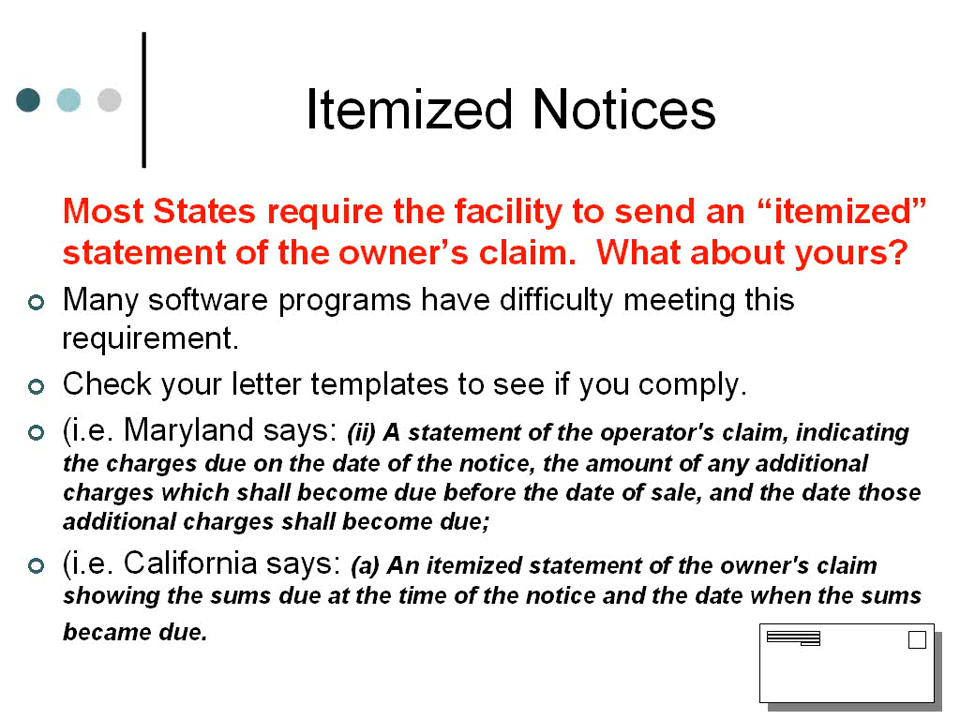 Itemized Notices
Most States require the facility to send an “itemized”
statement of the owner’s claim.  What about yours?
Many software programs have difficulty meeting this
requirement.
Check your letter templates to see if you comply.
(i.e. Maryland says: (ii) A statement of the operator's claim, indicating
the charges due on the date of the notice, the amount of any additional
charges which shall become due before the date of sale, and the date those
additional charges shall become due;
(i.e. California says: (a) An itemized statement of the owner's claim
showing the sums due at the time of the notice and the date when the sums
became due.